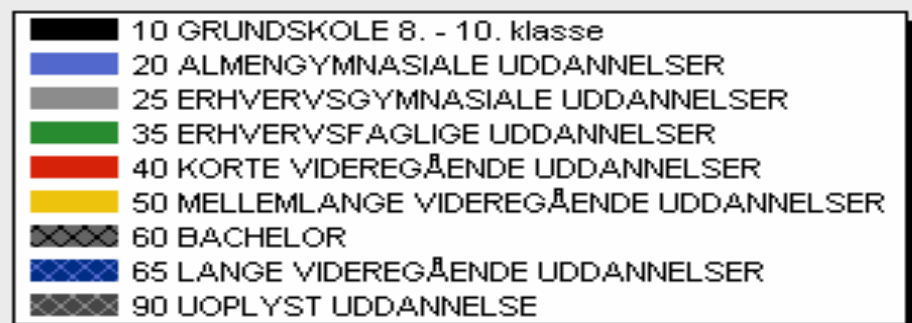 10 GRUNDSKOLE 8. - 10. klasse
20 ALMENGYMNASIALE UDDANNELSER
25 ERHVERVSGYMNASIALE UDDANNELSER
35 ERHVERVSFAGLIGE UDDANNELSER
40 KORTE VIDEREGÅENDE UDDANNELSER
50 MELLEMLANGE VIDEREGÅENDE UDDANNELSER
60 BACHELOR
65 LANGE VIDEREGÅENDE UDDANNELSER
90 UOPLYST UDDANNELSE